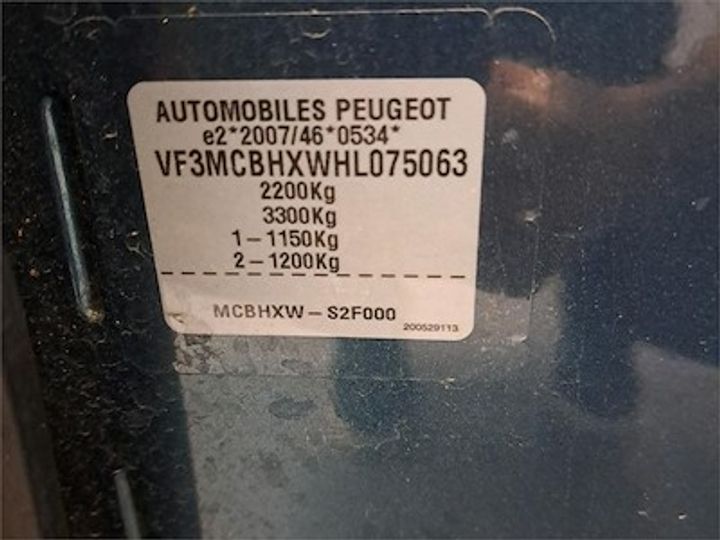 AUTOMOBILES PEUGEOT
e2*2007/46*0534*
VF3MCBHXWHL075063
2200Kg
3300Kg
1-1150Kg
2-1200Kg
MCBHXW-S2F000
200529113